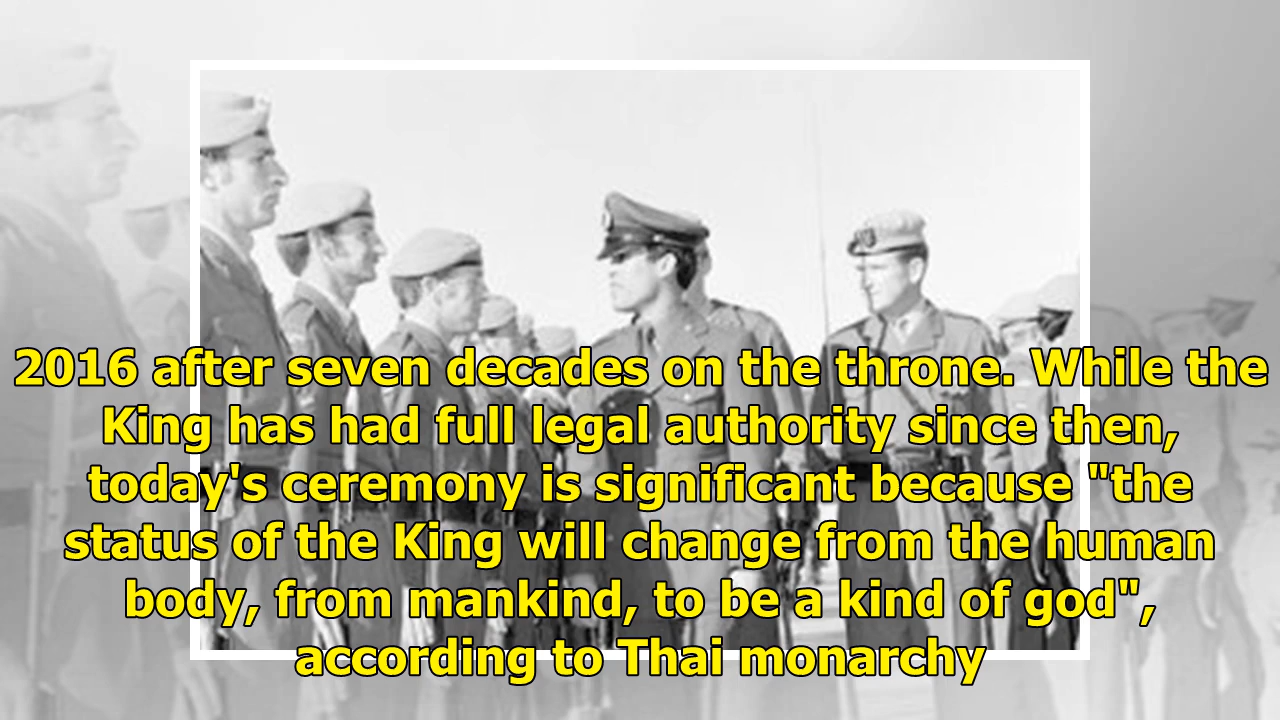 2016 after seven decades on the throne. While the
King has had full legal authority since then,
today's ceremony is significant because "the
status of the King will change from the human
body, from mankind, to be a kind of god",
according to Thai monarchy